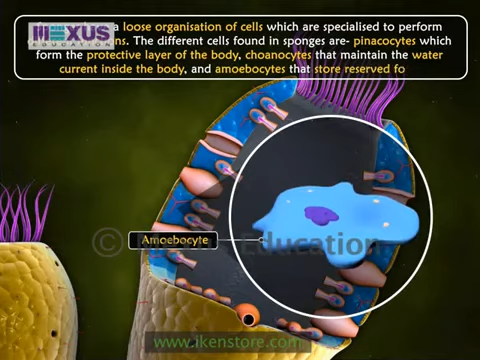 NEXUS
EDUCATION
a loose organisation of cells which are specialised to perform
. The different cells found in sponges are- pinacocytes which
form the protective layer of the body, choanocytes that maintain the water
current inside the body, and amoebocytes that store reserved fo
Amoebocyte
© Education
www.ikenstore.com